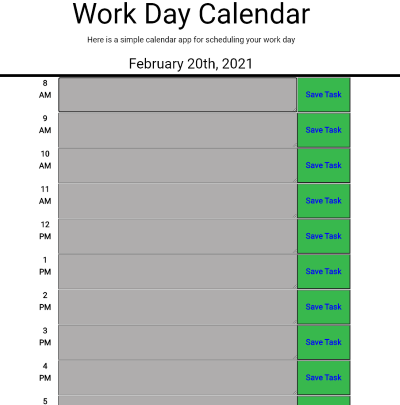 Work Day Calendar
Here is a simple calendar app for scheduling your work day
February 20th, 2021
8
AM
Save Task
9
AM
Save Task
10
AM
Save Task
11
AM
Save Task
12
PM
Save Task
1
PM
Save Task
2
PM
Save Task
3
PM
Save Task
4
PM
Save Task
5